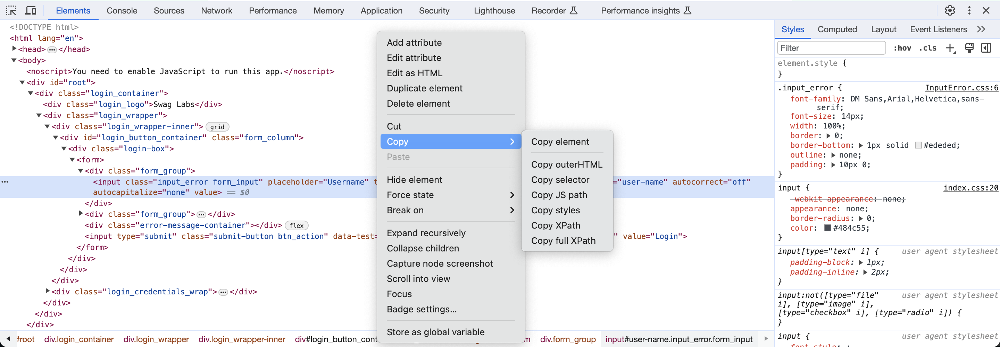 Elements Console Sources Network Performance Memory Application Security Lighthouse Recorder Performance insights
<!DOCTYPE html>
<html lang="en">
<head> ••• </head>
<body>
<noscript>You need to enable JavaScript to run this app.</noscript>
<div id="root">
<div class="login_container">
<div class="login_logo">Swag Labs</div>
<div class="login_wrapper">
<div class="login_wrapper-inner"> grid
<div id="login_button_container" class="form_column">
<div class="login-box">
<form>
<div class="form_group">
••• <input class="input_error form_input" placeholder="Username" t ="user-name" autocorrect="off"
autocapitalize="none" value> == $0
</div>
<div class="form_group"> ••• </div>
<div class="error-message-container"></div> flex
<input type="submit" class="submit-button btn_action" data-test= " value="Login">
</form>
</div>
</div>
</div>
<div class="login_credentials_wrap"> ••• </div>
</div>
</div>
</div>
#root div.login_container div.login_wrapper div.login_wrapper-inner div#login_button_cont m div.form_group input#user-name.input_error.form_input
Add attribute
Edit attribute
Edit as HTML
Duplicate element
Delete element
Cut
Copy
Paste
Hide element
Force state
Break on
Expand recursively
Collapse children
Capture node screenshot
Scroll into view
Focus
Badge settings...
Store as global variable
Copy element
Copy outerHTML
Copy selector
Copy JS path
Copy styles
Copy XPath
Copy full XPath
Styles Computed Layout Event Listeners
Filter :hov .cls
element.style {
}
.input_error { InputError.css:6
font-family: DM Sans,Arial,Helvetica,sans-
serif;
font-size: 14px;
width: 100%;
border: 0;
border-bottom: 1px solid #ededed;
outline: none;
padding: 10px 0;
}
input { index.css:20
-webkit-appearance: none;
appearance: none;
border-radius: 0;
color: #484c55;
}
input[type="text" i] { user agent stylesheet
padding-block: 1px;
padding-inline: 2px;
}
input:not([type="file" user agent stylesheet
i], [type="image" i],
[type="checkbox" i], [type="radio" i]) {
}
input { user agent stylesheet